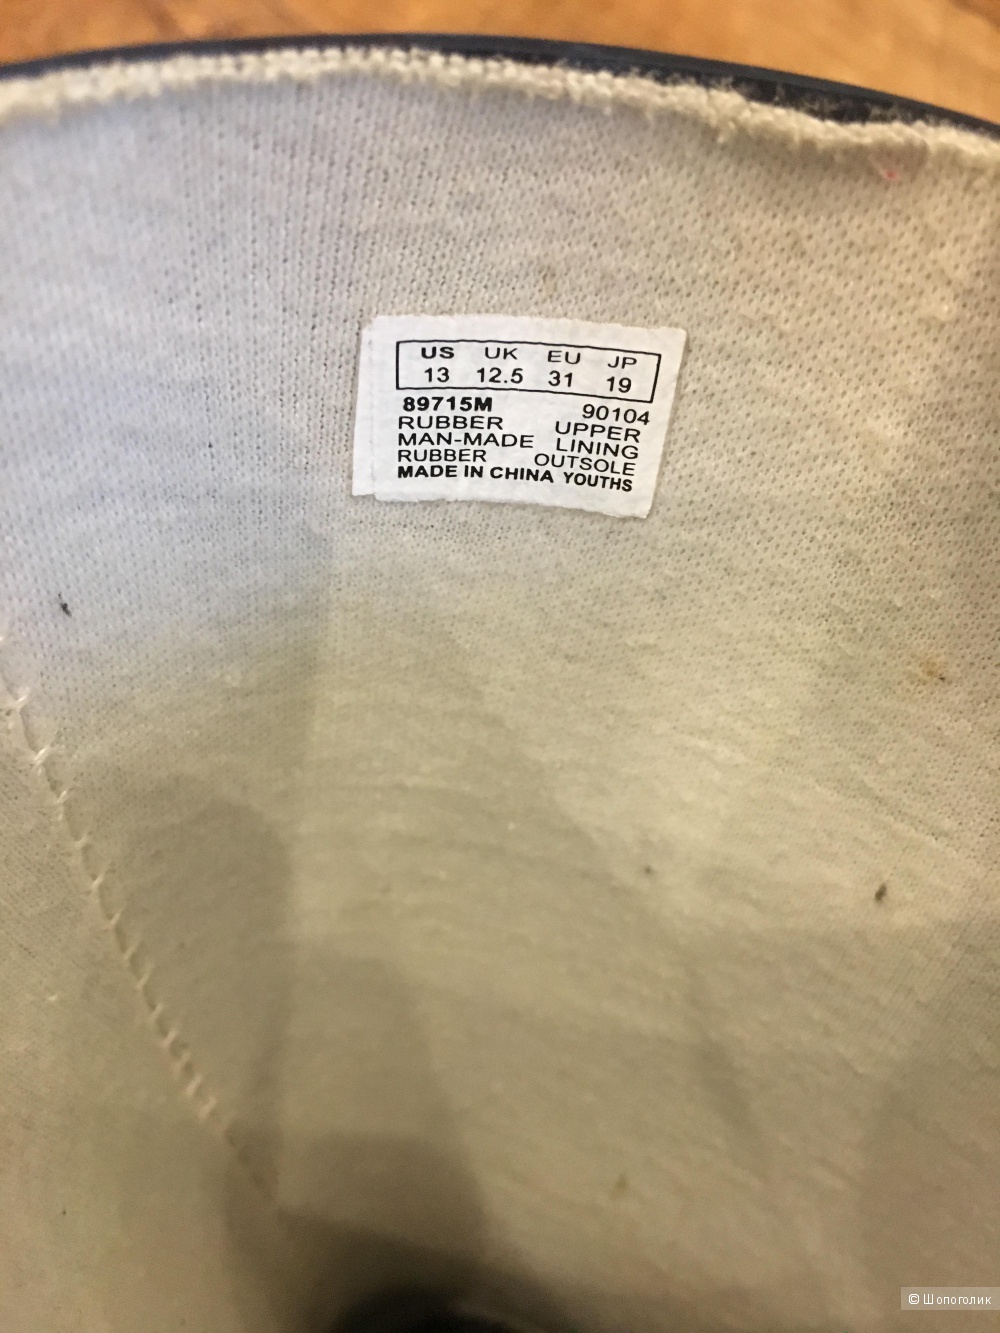 US UK EU JP
13 12.5 31 19
89715M 90104
RUBBER UPPER
MAN-MADE LINING
RUBBER OUTSOLE
MADE IN CHINA YOUTHS
© Шопоголик